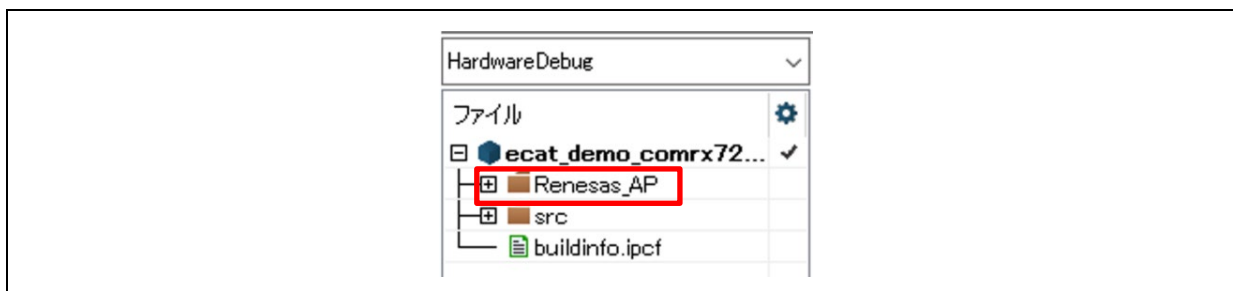 HardwareDebug
ファイル
ecat_demo_comrx72...
Renesas_AP
src
buildinfo.ipcf